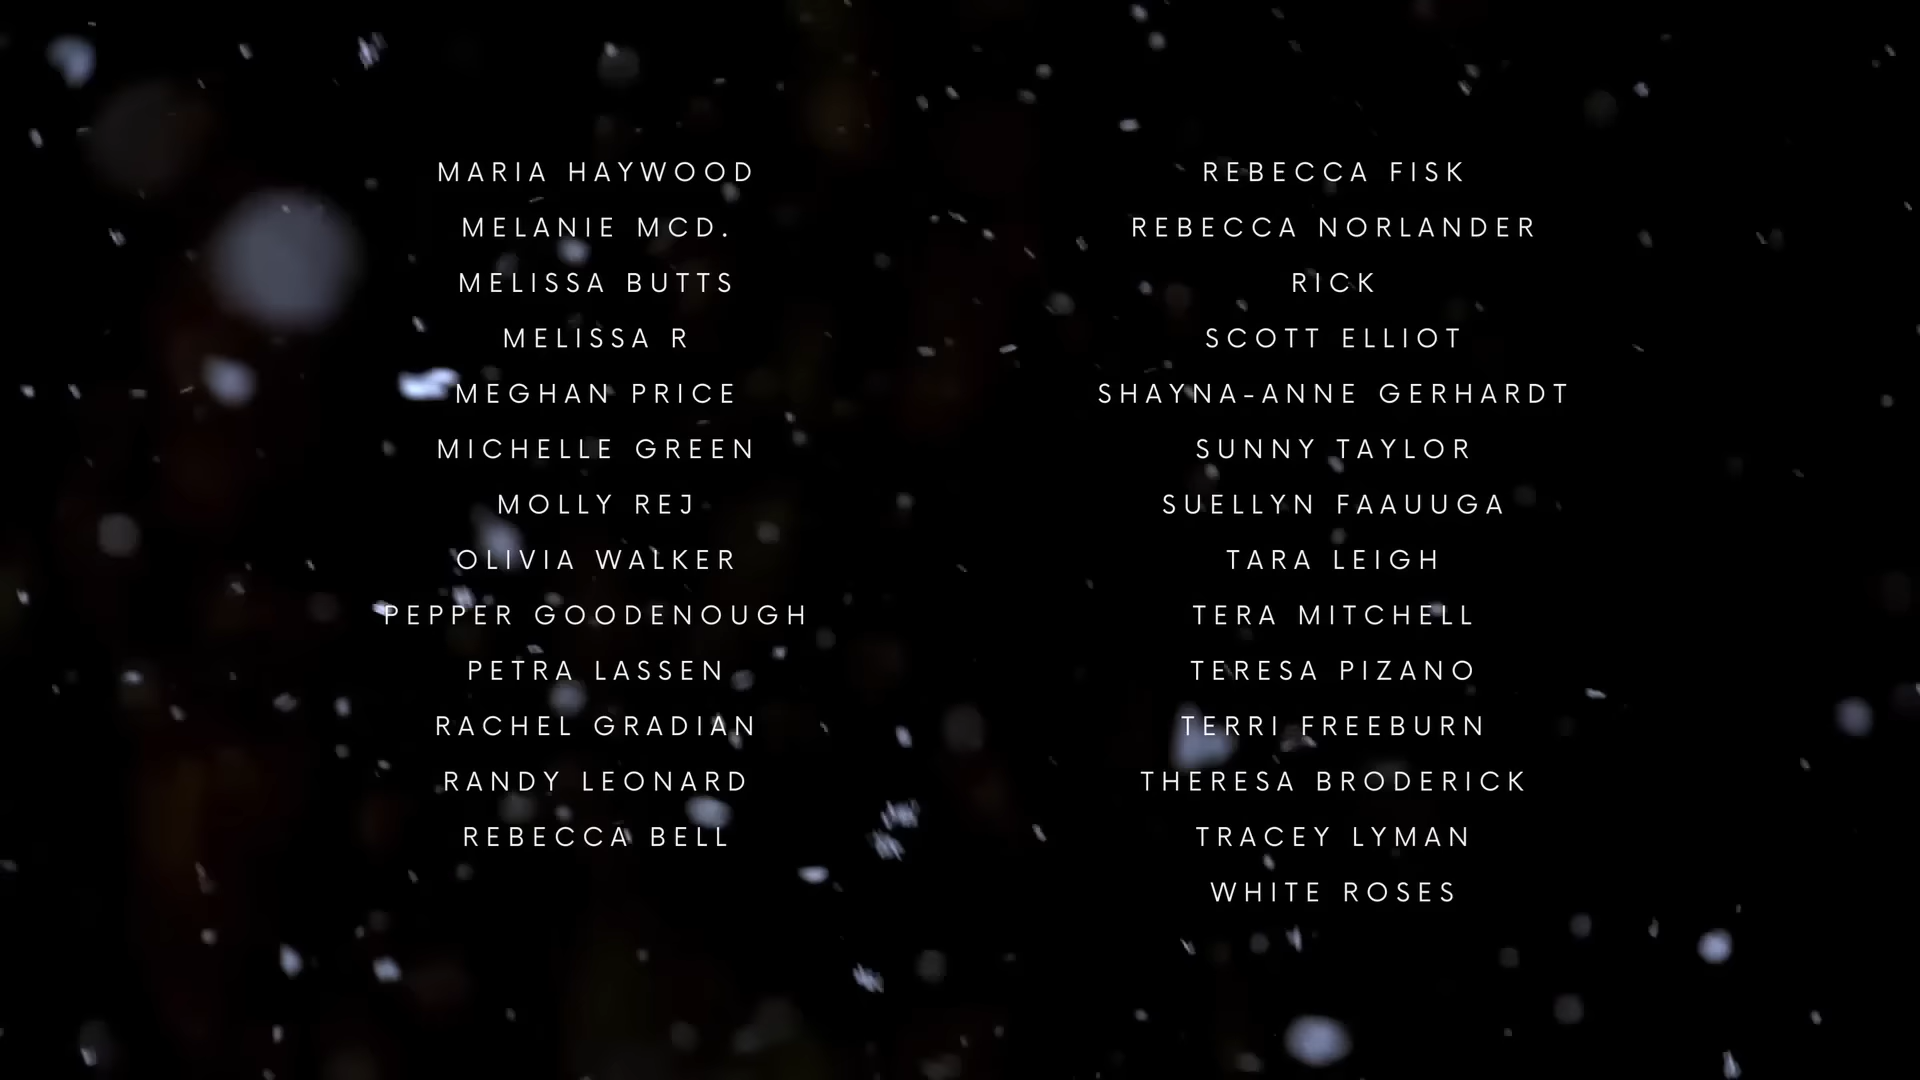 MARIA HAYWOOD
MELANIE MCD.
MELISSA BUTTS
MELISSA R
MEGHAN PRICE
MICHELLE GREEN
MOLLY REJ
OLIVIA WALKER
PEPPER GOODENOUGH
PETRA LASSEN
RACHEL GRADIAN
RANDY LEONARD
REBECCA BELL
REBECCA FISK
REBECCA NORLANDER
RICK
SCOTT ELLIOT
SHAYNA-ANNE GERHARDT
SUNNY TAYLOR
SUELLYN FAAUUGA
TARA LEIGH
TERA MITCHELL
TERESA PIZANO
TERRI FREEBURN
THERESA BRODERICK
TRACEY LYMAN
WHITE ROSES